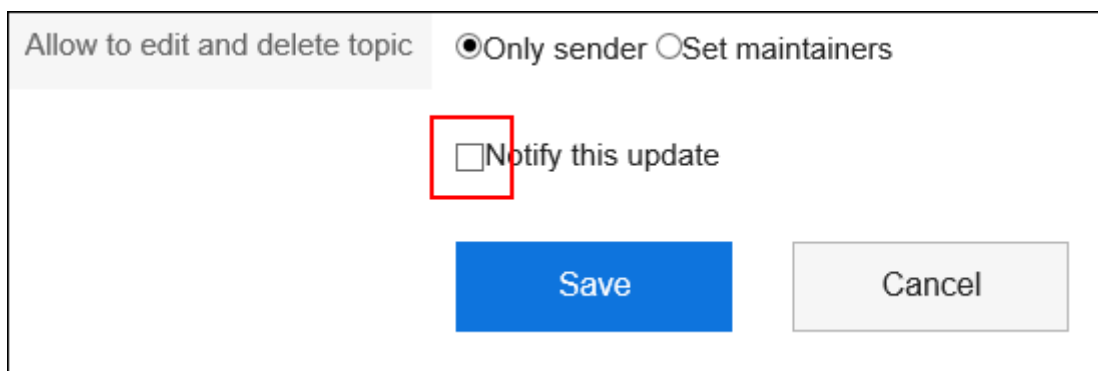 Allow to edit and delete topic Only sender Set maintainers
Notify this update
Save Cancel